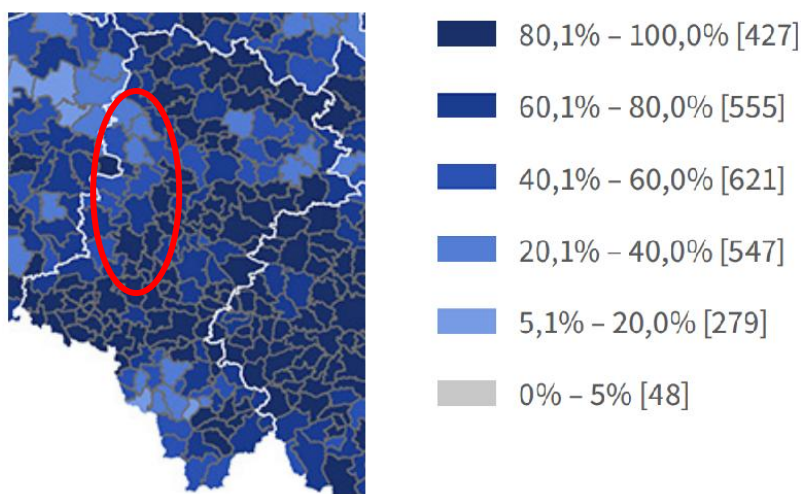 80,1% – 100,0% [427]
60,1% – 80,0% [555]
40,1% – 60,0% [621]
20,1% – 40,0% [547]
5,1% – 20,0% [279]
0% – 5% [48]